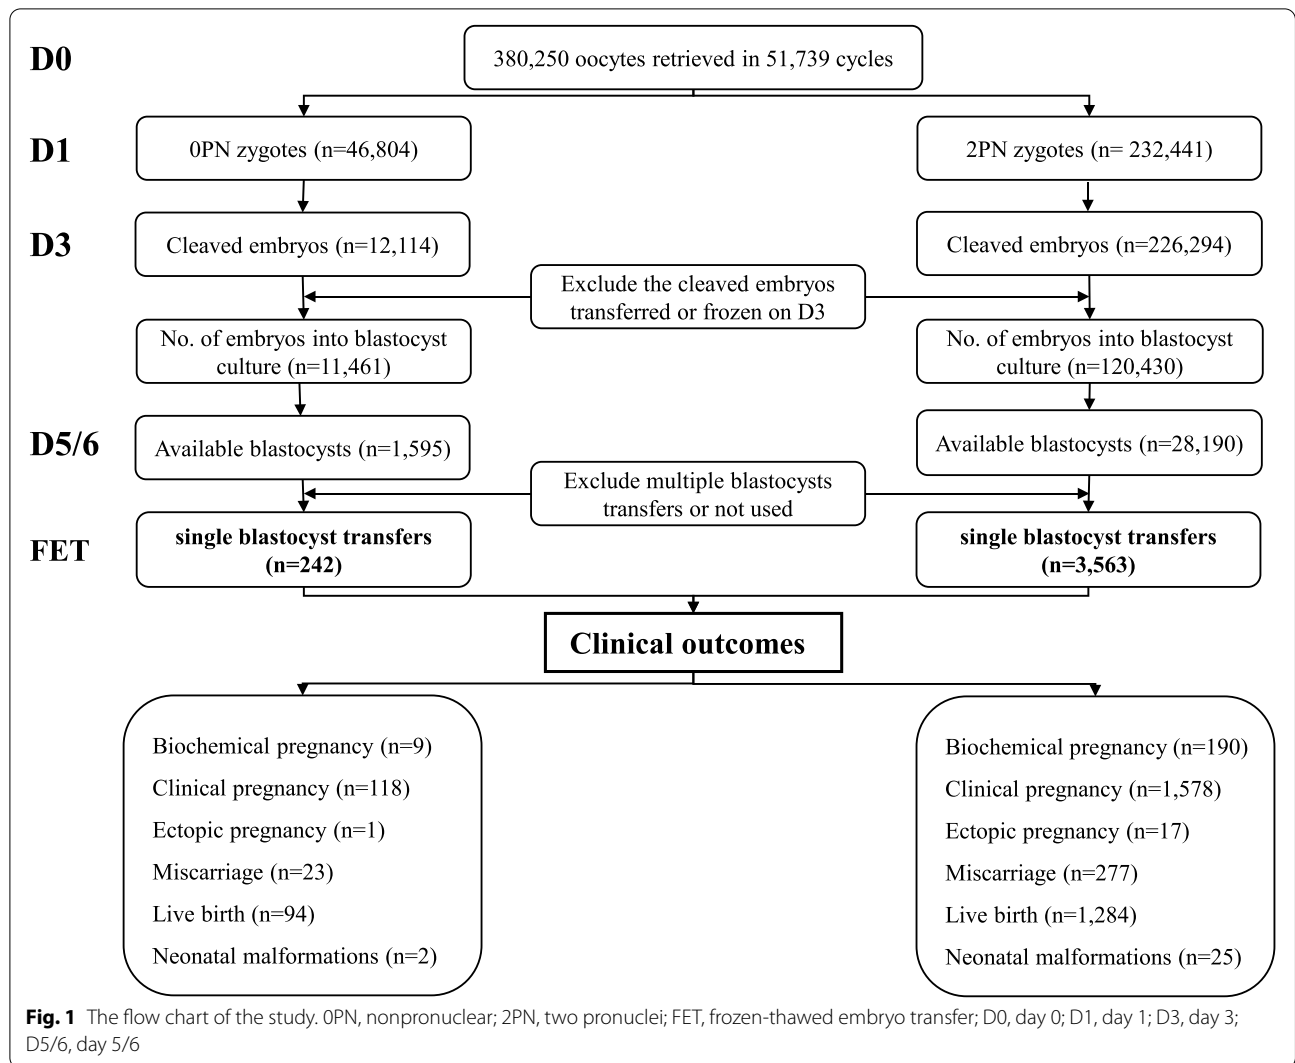 D0
380,250 oocytes retrieved in 51,739 cycles
D1
0PN zygotes (n=46,804)
2PN zygotes (n= 232,441)
D3
Cleaved embryos (n=12,114)
Cleaved embryos (n=226,294)
Exclude the cleaved embryos
transferred or frozen on D3
No. of embryos into blastocyst
culture (n=11,461)
No. of embryos into blastocyst
culture (n=120,430)
D5/6
Available blastocysts (n=1,595)
Available blastocysts (n=28,190)
Exclude multiple blastocysts
transfers or not used
FET
single blastocyst transfers
(n=242)
single blastocyst transfers
(n=3,563)
Clinical outcomes
Biochemical pregnancy (n=9)
Clinical pregnancy (n=118)
Ectopic pregnancy (n=1)
Miscarriage (n=23)
Live birth (n=94)
Neonatal malformations (n=2)
Biochemical pregnancy (n=190)
Clinical pregnancy (n=1,578)
Ectopic pregnancy (n=17)
Miscarriage (n=277)
Live birth (n=1,284)
Neonatal malformations (n=25)
Fig. 1 The flow chart of the study. 0PN, nonpronuclear; 2PN, two pronuclei; FET, frozen-thawed embryo transfer; D0, day 0; D1, day 1; D3, day 3;
D5/6, day 5/6